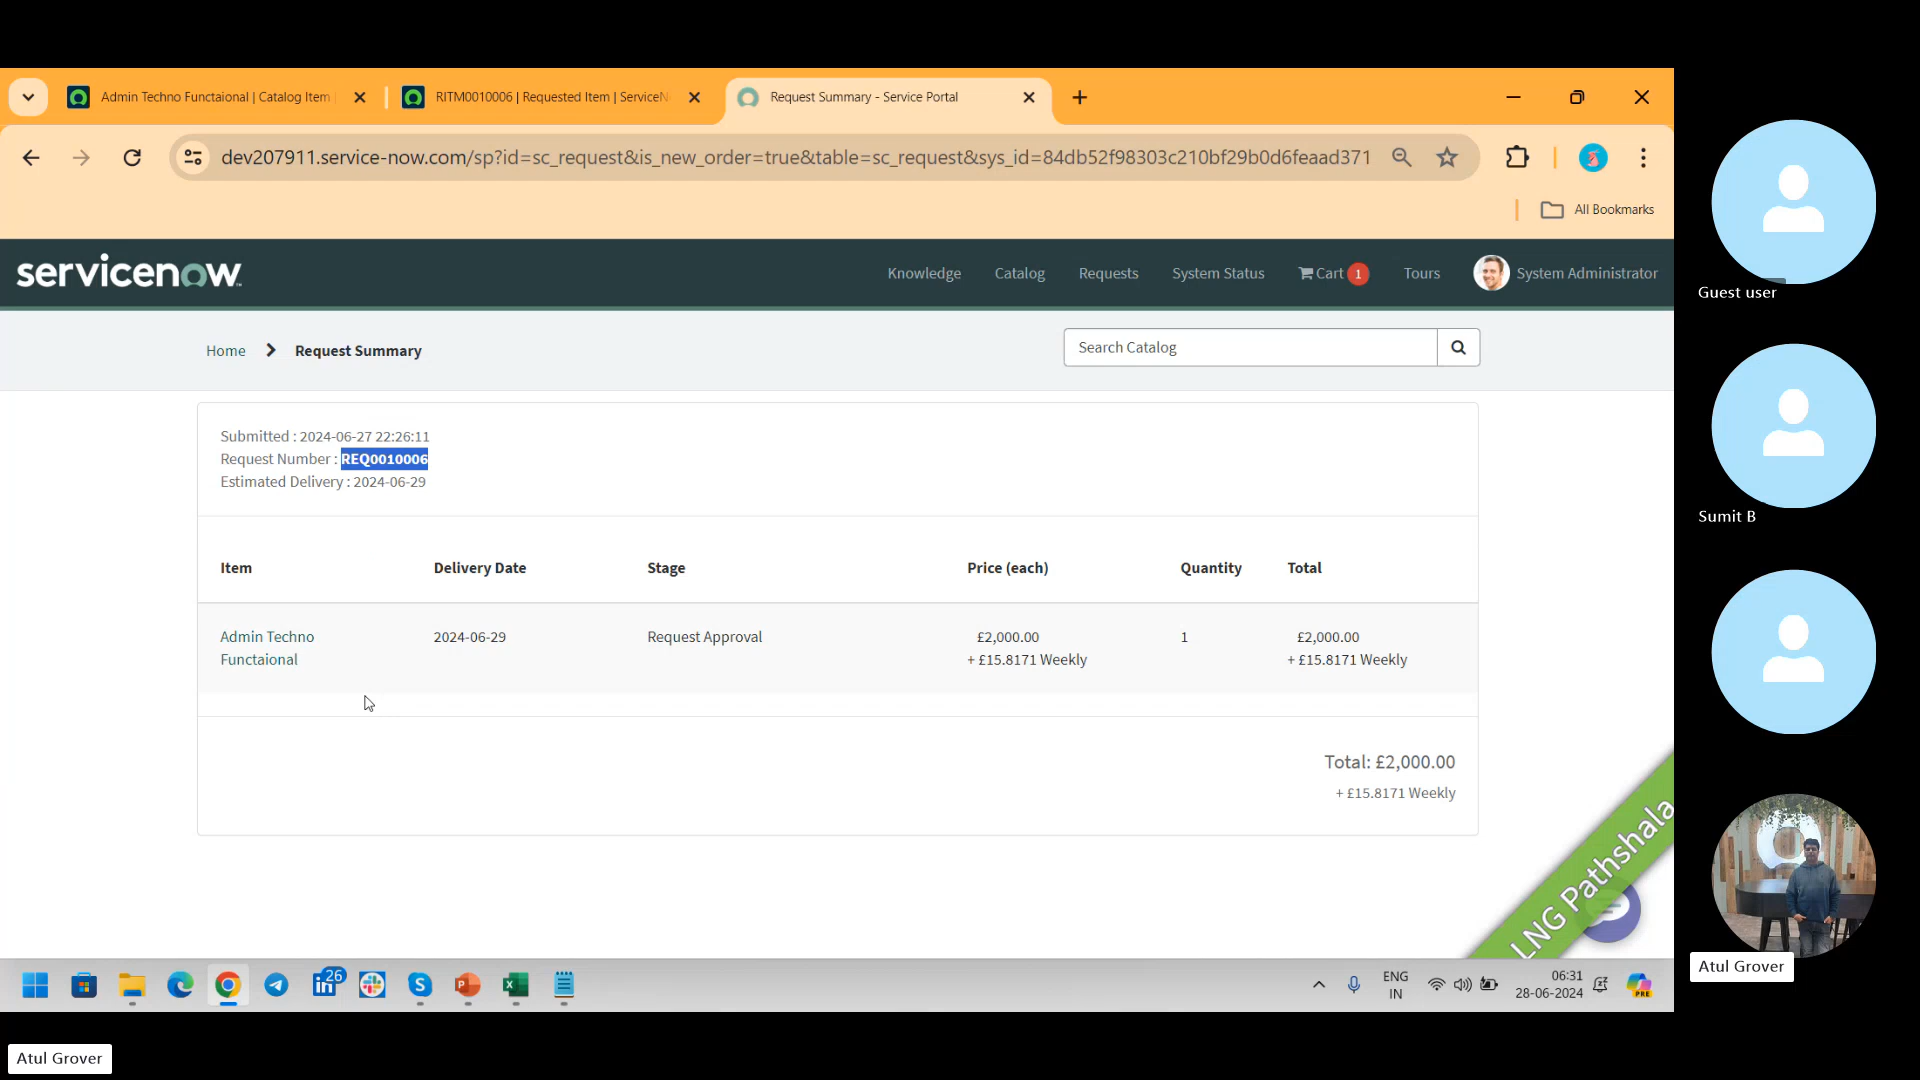 Admin Techno Functaional | Catalog Item
RITM0010006 | Requested Item | ServiceN
Request Summary - Service Portal
dev207911.service-now.com/sp?id=sc_request&is_new_order=true&table=sc_request&sys_id=84db52f98303c210bf29b0d6feaad371
All Bookmarks
servicenow
Knowledge
Catalog
Requests
System Status
Cart 1
Tours
System Administrator
Home
Request Summary
Search Catalog
Submitted : 2024-06-27 22:26:11
Request Number : REQ0010006
Estimated Delivery : 2024-06-29
Item Delivery Date Stage Price (each) Quantity Total
Admin Techno 2024-06-29 Request Approval £2,000.00 1 £2,000.00
Functaional + £15.8171 Weekly + £15.8171 Weekly
Total: £2,000.00
+ £15.8171 Weekly
LNG Pathshala
26
ENG
IN
06:31
28-06-2024
PRE
Guest user
Sumit B
Atul Grover
Atul Grover